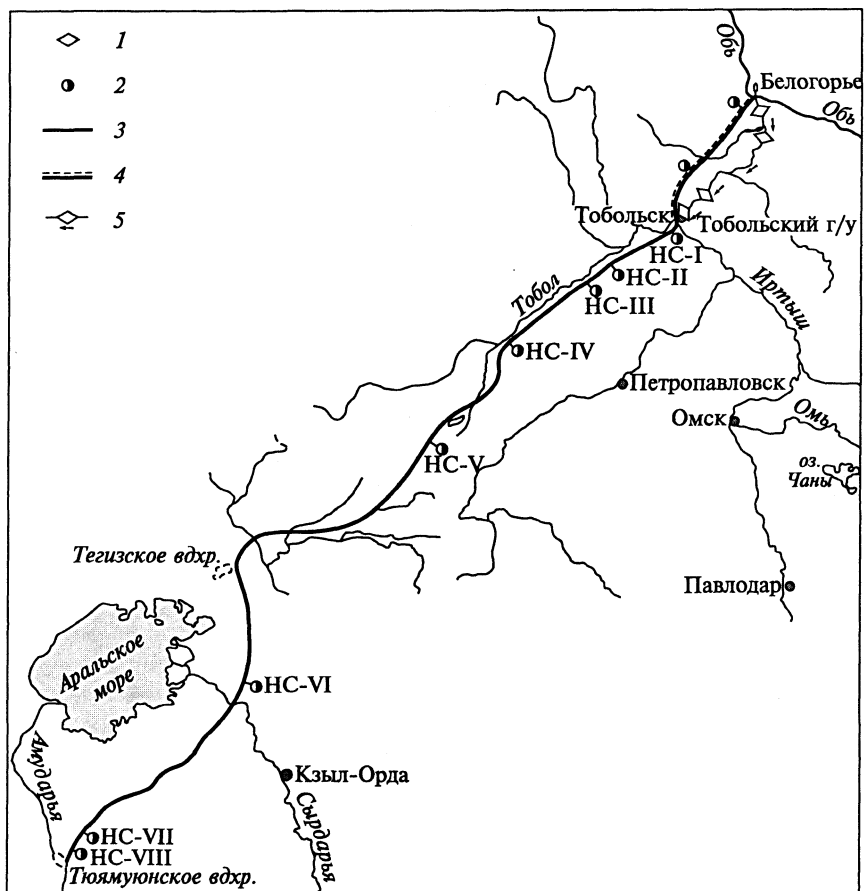 1
2
3
4
5
Обь
Белогорье
Обь
Тобольск
Тобольский г/у
НС-I
НС-II
НС-III
Тобол
Иртыш
НС-IV
Петропавловск
Омск
Омь
НС-V
оз.
Чаны
Тегизское вдхр.
Павлодар
Аральское
море
НС-VI
Амударья
Кзыл-Орда
Сырдарья
НС-VII
НС-VIII
Тюямуюнское вдхр.